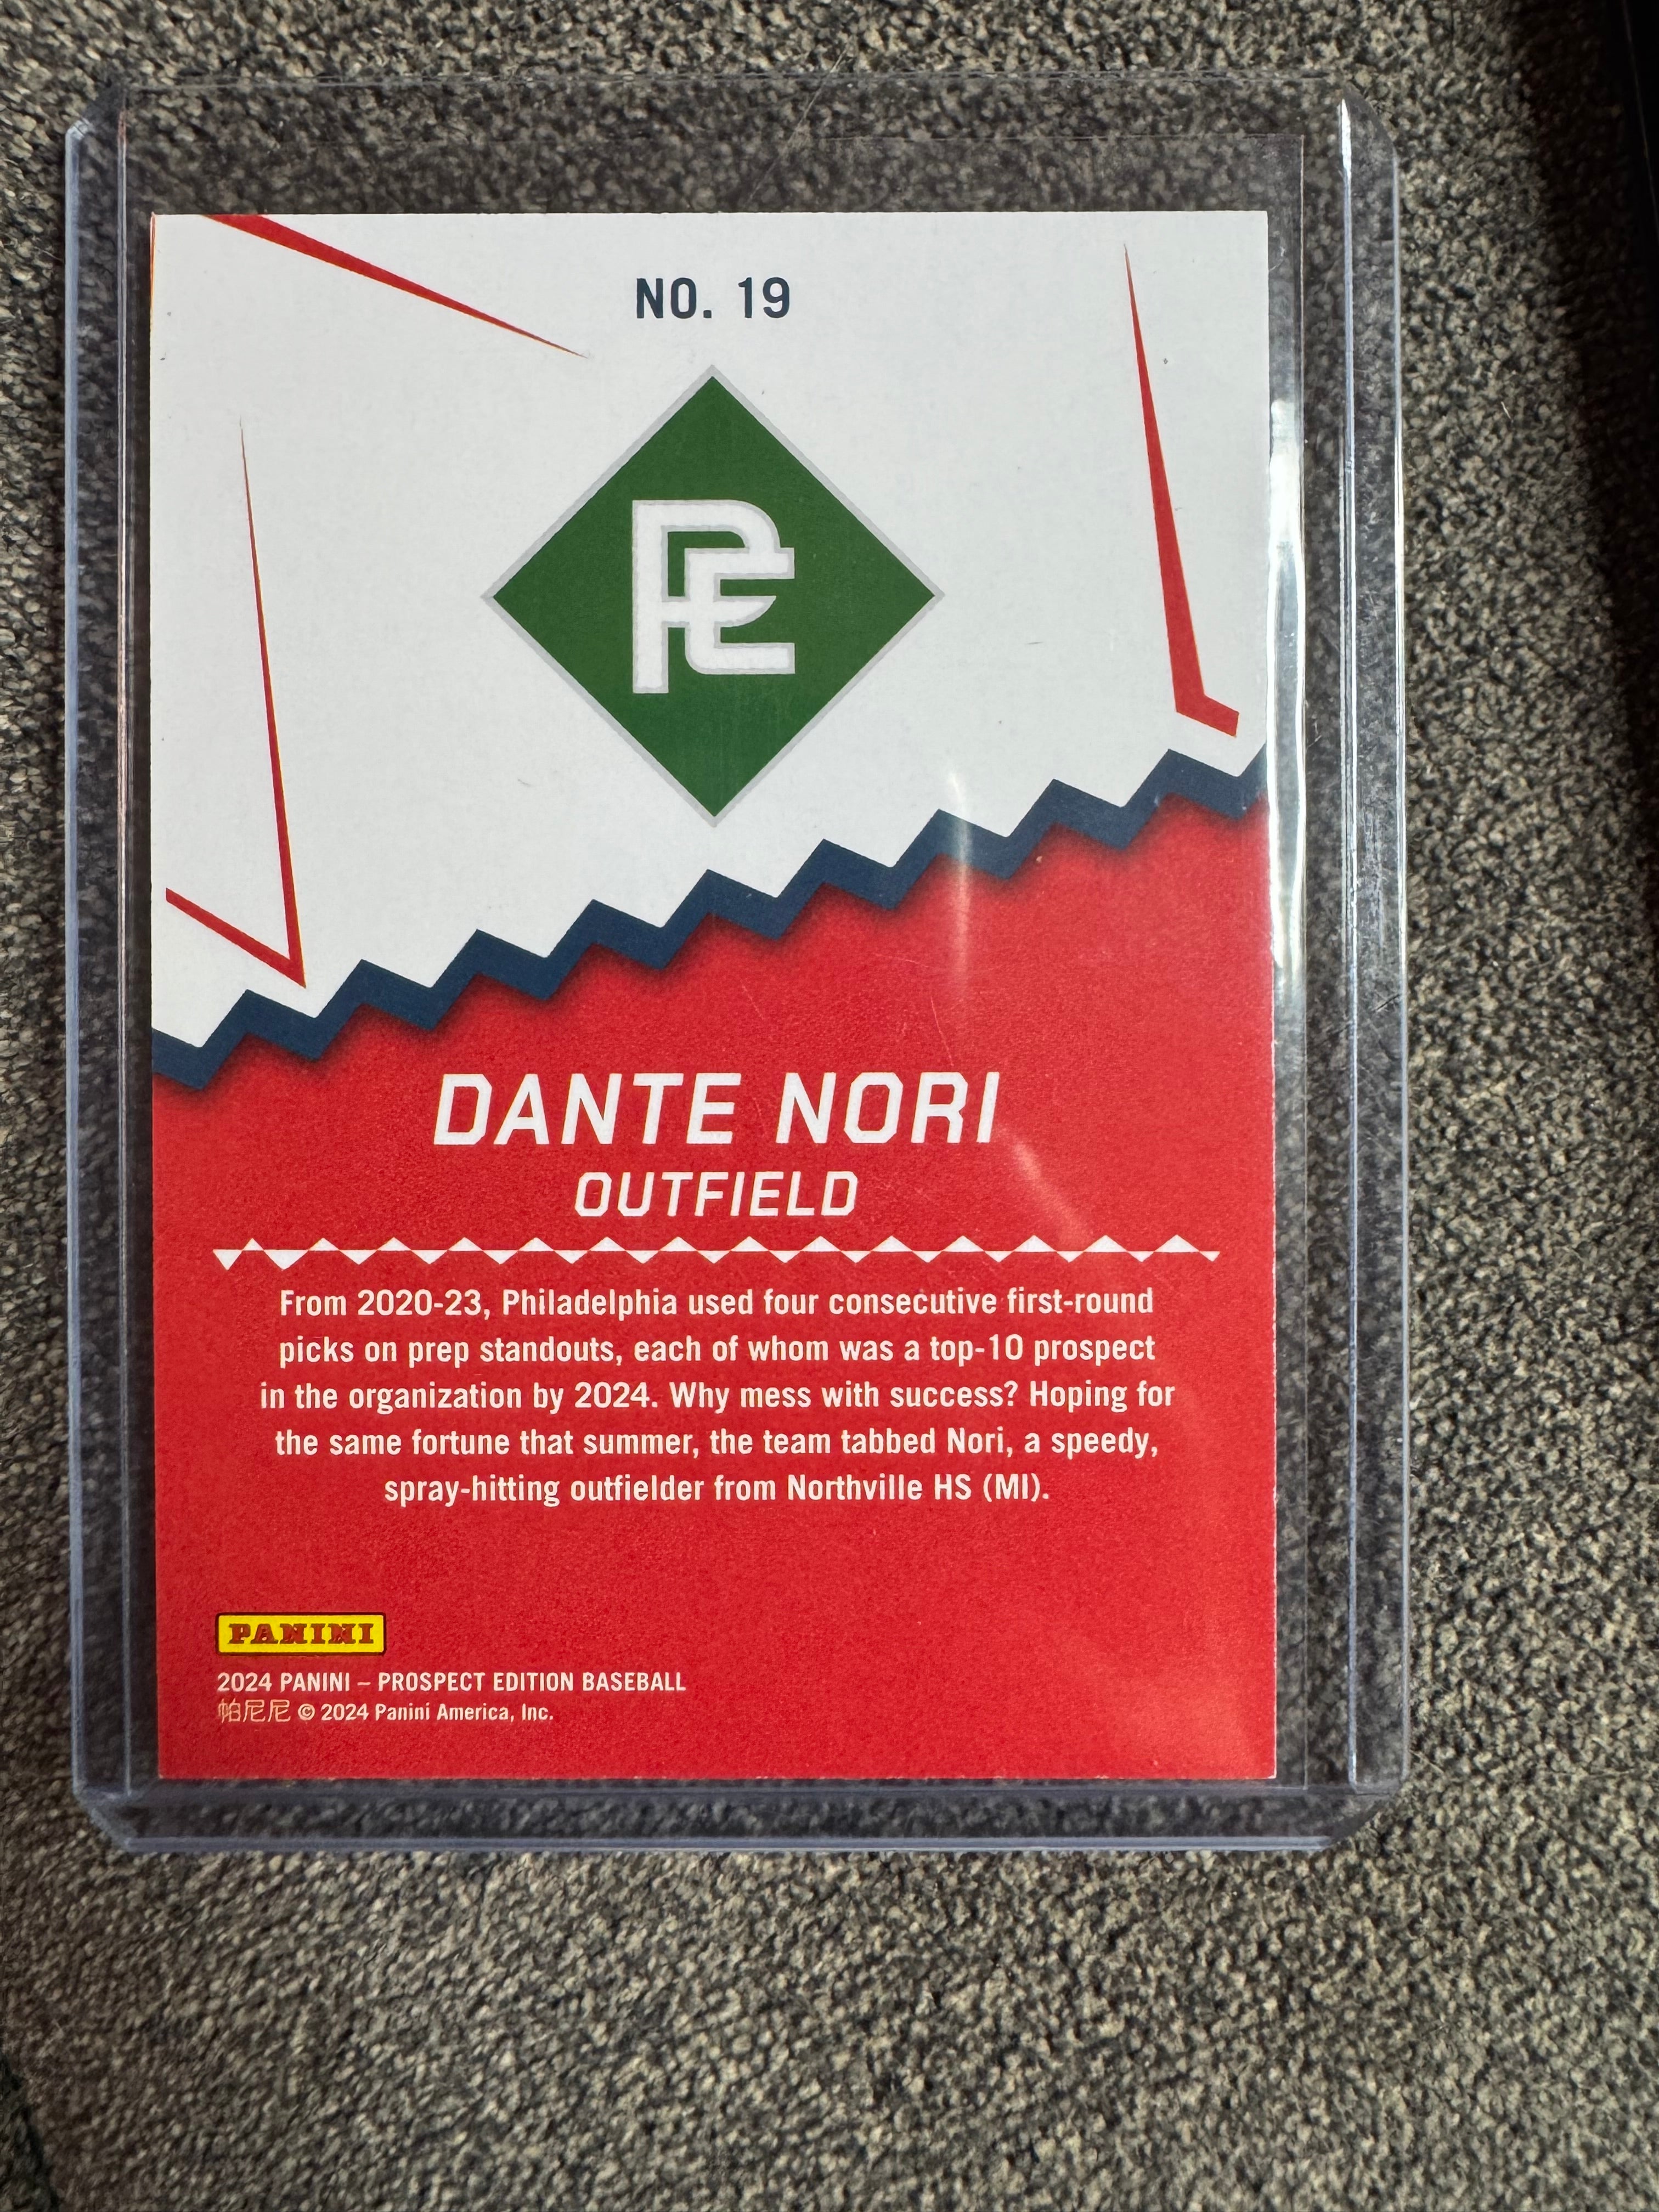 NO. 19
PE
DANTE NORI
OUTFIELD
From 2020-23, Philadelphia used four consecutive first-round
picks on prep standouts, each of whom was a top-10 prospect
in the organization by 2024. Why mess with success? Hoping for
the same fortune that summer, the team tabbed Nori, a speedy,
spray-hitting outfielder from Northville HS (MI).
PANINI
2024 PANINI – PROSPECT EDITION BASEBALL
帕尼尼 © 2024 Panini America, Inc.